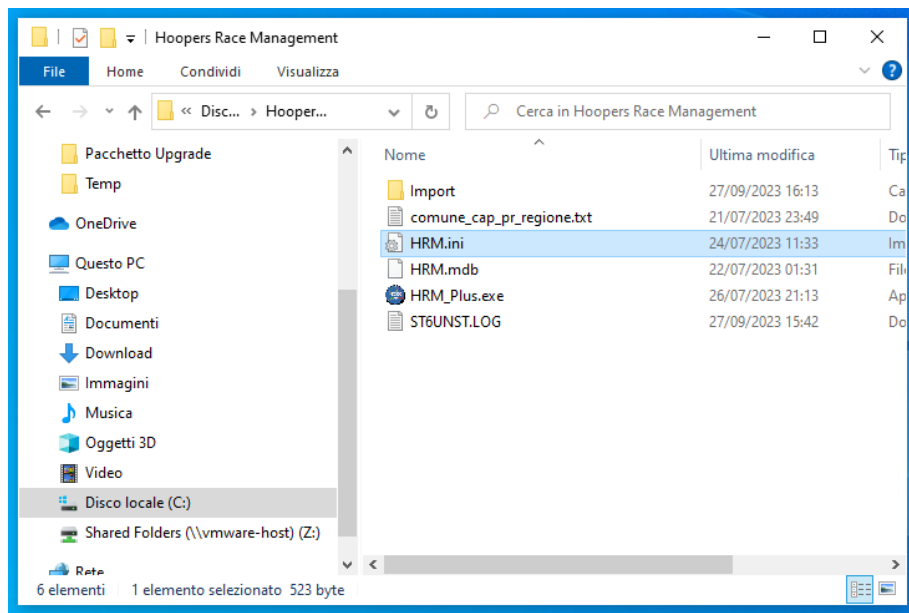 Hoopers Race Management
File Home Condividi Visualizza
« Disc... › Hooper... Cerca in Hoopers Race Management
Pacchetto Upgrade
Temp
OneDrive
Questo PC
Desktop
Documenti
Download
Immagini
Musica
Oggetti 3D
Video
Disco locale (C:)
Shared Folders (\\vmware-host) (Z:)
Rete
Nome Ultima modifica Tip
Import 27/09/2023 16:13 Ca
comune_cap_pr_regione.txt 21/07/2023 23:49 Do
HRM.ini 24/07/2023 11:33 Im
HRM.mdb 22/07/2023 01:31 File
HRM_Plus.exe 26/07/2023 21:13 Ap
ST6UNST.LOG 27/09/2023 15:42 Do
6 elementi 1 elemento selezionato 523 byte